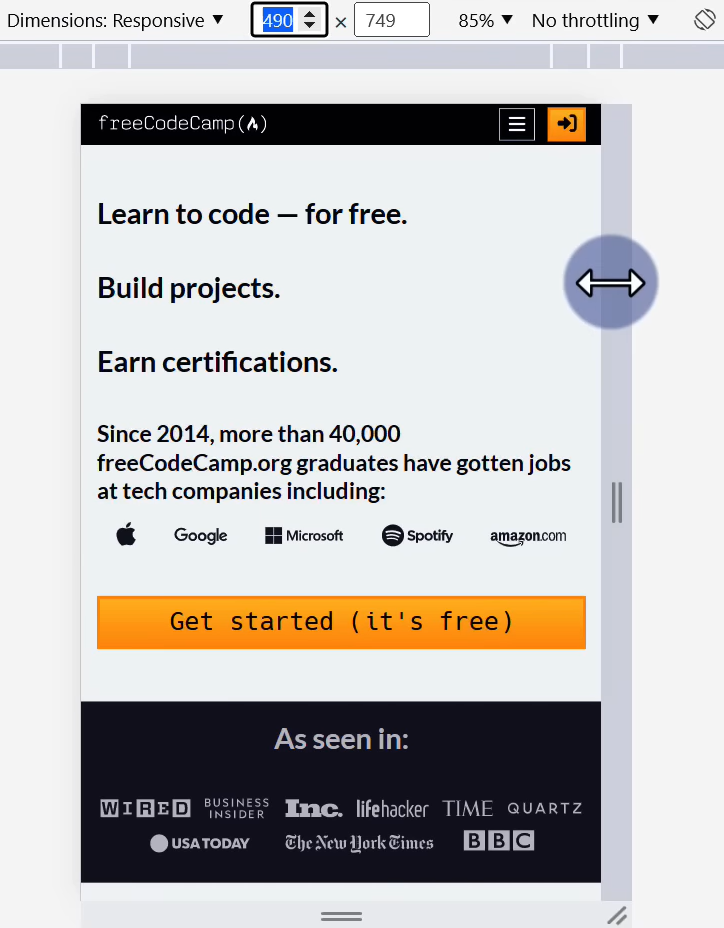 Dimensions: Responsive ▼ 490 × 749 85% ▼ No throttling ▼
freeCodeCamp(🔥)
Learn to code — for free.
Build projects.
Earn certifications.
Since 2014, more than 40,000
freeCodeCamp.org graduates have gotten jobs
at tech companies including:
Google Microsoft Spotify amazon.com
Get started (it's free)
As seen in:
WIRED BUSINESS INSIDER Inc. lifehacker TIME QUARTZ
USA TODAY The New York Times BBC